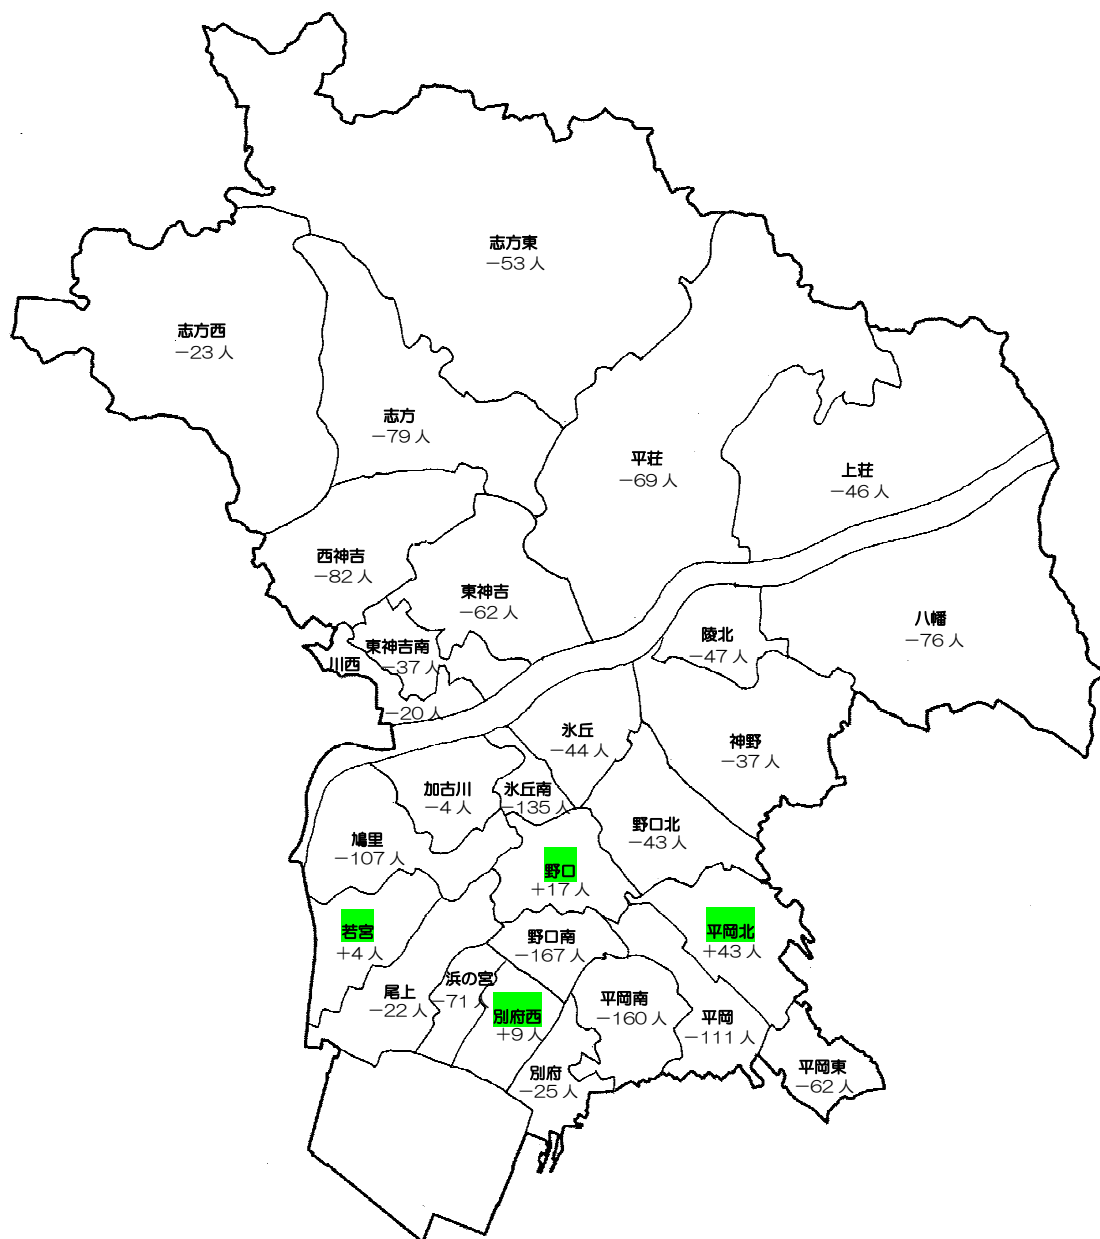 志方東
−53人
志方西
−23人
志方
−79人
平荘
−69人
上荘
−46人
西神吉
−82人
東神吉
−62人
八幡
−76人
陵北
−47人
東神吉南
−37人
川西
−20人
氷丘
−44人
神野
−37人
加古川
−4人
氷丘南
−135人
野口北
−43人
鳩里
−107人
野口
+17人
若宮
+4人
平岡北
+43人
野口南
−167人
浜の宮
−71人
尾上
−22人
別府西
+9人
平岡南
−160人
平岡
−111人
別府
−25人
平岡東
−62人